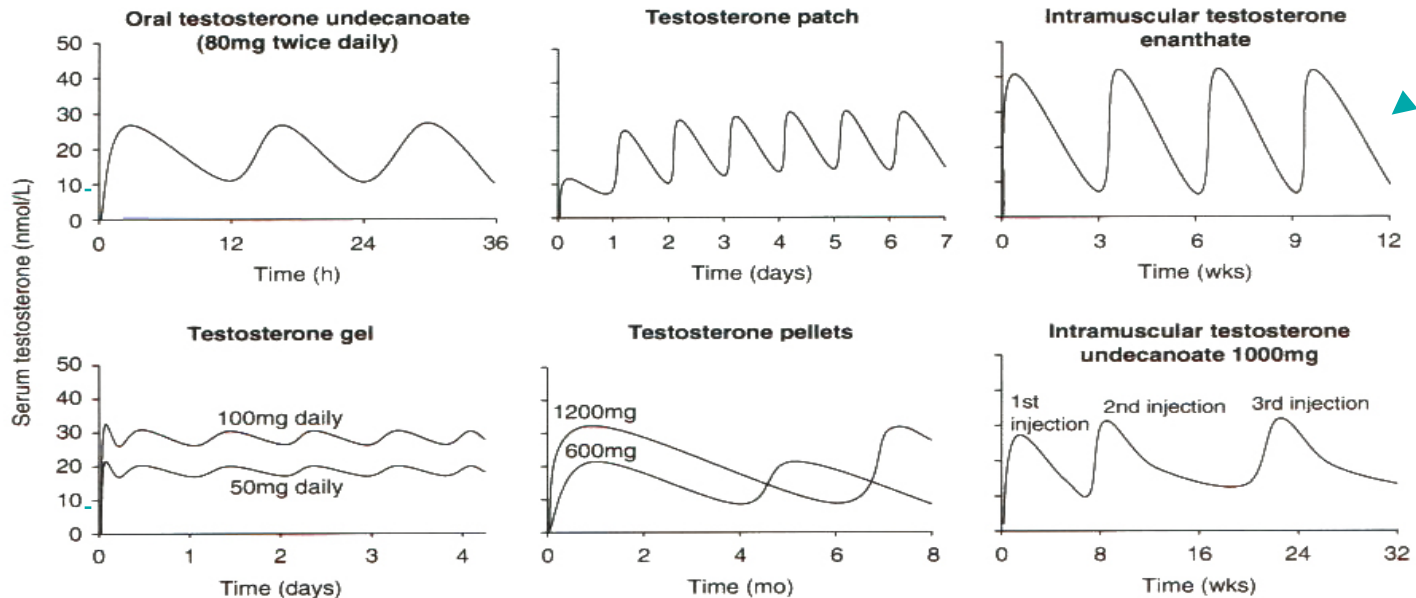 Oral testosterone undecanoate
(80mg twice daily)
Testosterone patch
Intramuscular testosterone
enanthate
Serum testosterone (nmol/L)
50
40
30
20
10
0
0 12 24 36
Time (h)
0 1 2 3 4 5 6 7
Time (days)
0 3 6 9 12
Time (wks)
Testosterone gel
Testosterone pellets
Intramuscular testosterone
undecanoate 1000mg
50
40
30
20
10
0
100mg daily
50mg daily
0 1 2 3 4
Time (days)
1200mg
600mg
0 2 4 6 8
Time (mo)
1st
injection
2nd injection
3rd injection
0 8 16 24 32
Time (wks)